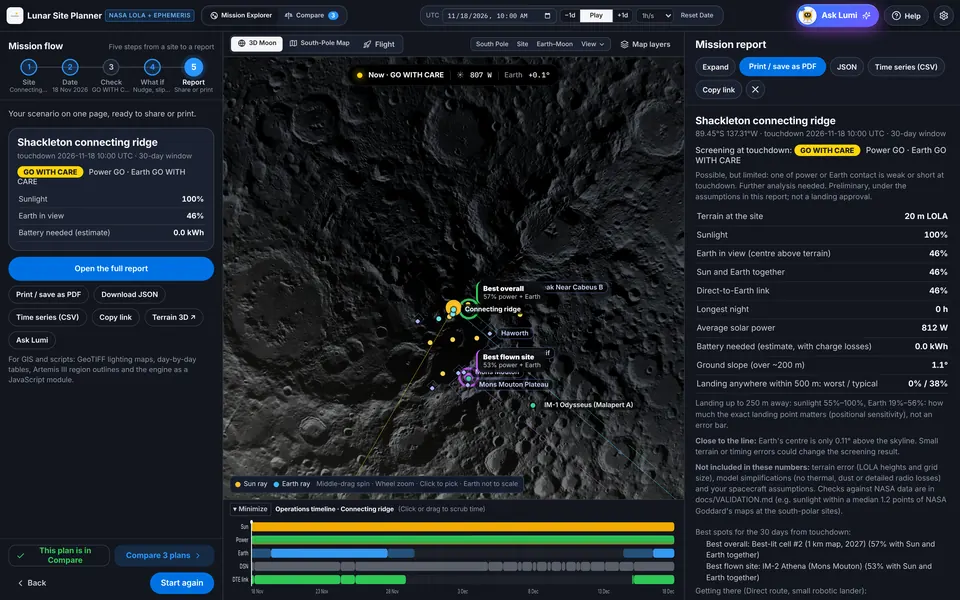 Lunar Site Planner
NASA LOLA + EPHEMERIS
Mission Explorer
Compare 3
UTC 11/18/2026, 10:00 AM
−1d Play +1d 1h/s Reset Date
Ask Lumi
Help
Mission flow
Five steps from a site to a report
1 2 3 4 5
Site Date Check What if Report
Connecting... 18 Nov 2026 GO WITH C... Nudge, slip... Share or print
Your scenario on one page, ready to share or print.
Shackleton connecting ridge
touchdown 2026-11-18 10:00 UTC · 30-day window
GO WITH CARE Power GO · Earth GO WITH
CARE
Sunlight 100%
Earth in view 46%
Battery needed (estimate) 0.0 kWh
Open the full report
Print / save as PDF
Download JSON
Time series (CSV)
Copy link
Terrain 3D ↗
Ask Lumi
For GIS and scripts: GeoTIFF lighting maps, day-by-day
tables, Artemis III region outlines and the engine as a
JavaScript module.
This plan is in
Compare
Compare 3 plans
Back
Start again
3D Moon
South-Pole Map
Flight
South Pole Site Earth–Moon View
Map layers
Now · GO WITH CARE 807 W Earth +0.1°
Best overall
57% power + Earth
ak Near Cabeus B
Connecting ridge
Haworth
Best flown site
53% power + Earth
Mons Mouton Plateau
IM-1 Odysseus (Malapert A)
Sun ray Earth ray Middle-drag spin · Wheel zoom · Click to pick · Earth not to scale
▾ Minimize Operations timeline · Connecting ridge (Click or drag to scrub time)
Sun
Power
Earth
DSN
DTE link
18 Nov 23 Nov 28 Nov 3 Dec 8 Dec 13 Dec 18 Dec
Mission report
Expand
Print / save as PDF
JSON
Time series (CSV)
Copy link
Shackleton connecting ridge
89.45°S 137.31°W · touchdown 2026-11-18 10:00 UTC · 30-day window
Screening at touchdown: GO WITH CARE Power GO · Earth GO
WITH CARE
Possible, but limited: one of power or Earth contact is weak or short at
touchdown. Further analysis needed. Preliminary, under the
assumptions in this report; not a landing approval.
Terrain at the site 20 m LOLA
Sunlight 100%
Earth in view (centre above terrain) 46%
Sun and Earth together 46%
Direct-to-Earth link 46%
Longest night 0 h
Average solar power 812 W
Battery needed (estimate, with charge losses) 0.0 kWh
Ground slope (over ~200 m) 1.1°
Landing anywhere within 500 m: worst / typical 0% / 38%
Landing up to 250 m away: sunlight 55%–100%, Earth 19%–56%: how
much the exact landing point matters (positional sensitivity), not an
error bar.
Close to the line: Earth's centre is only 0.11° above the skyline. Small
terrain or timing errors could change the screening result.
Not included in these numbers: terrain error (LOLA heights and grid
size), model simplifications (no thermal, dust or detailed radio losses)
and your spacecraft assumptions. Checks against NASA data are in
docs/VALIDATION.md (e.g. sunlight within a median 1.2 points of NASA
Goddard's maps at the south-polar sites).
Best spots for the 30 days from touchdown:
Best overall: Best-lit cell #2 (1 km map, 2027) (57% with Sun and
Earth together)
Best flown site: IM-2 Athena (Mons Mouton) (53% with Sun and
Earth together)
Getting there (Direct route, small robotic lander):